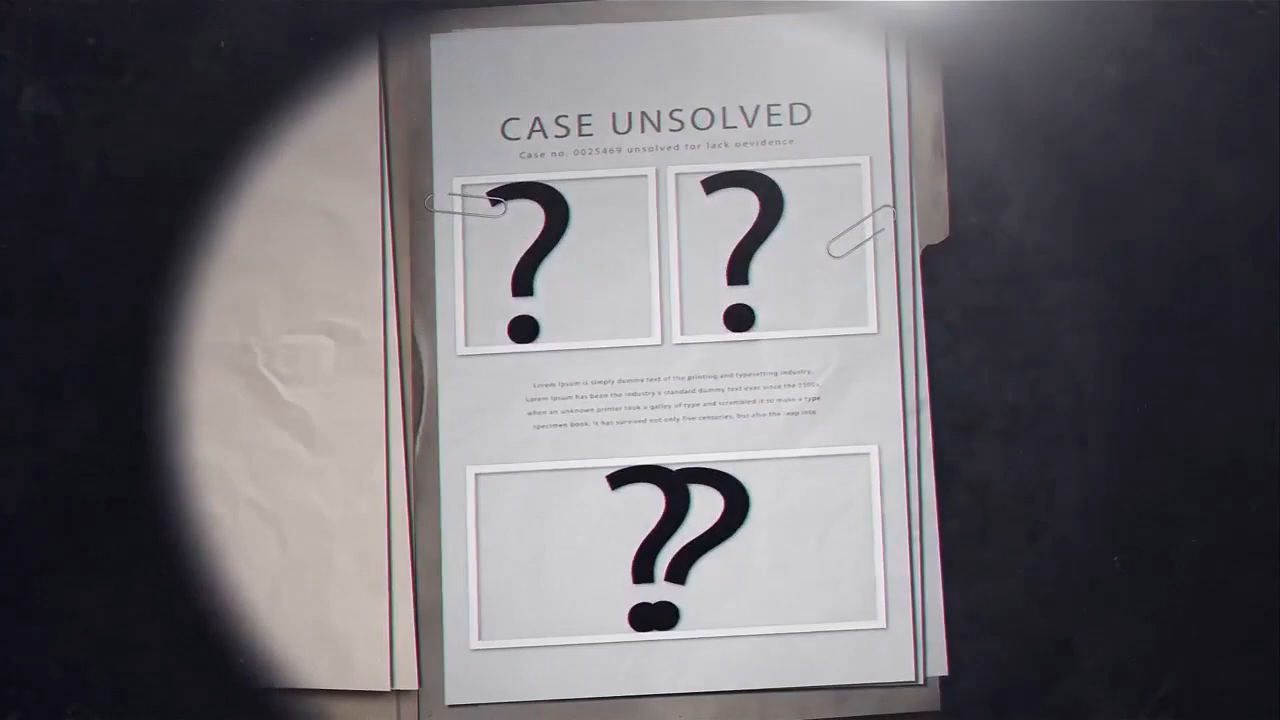 CASE UNSOLVED
Case no. 0025469 unsolved for lack oevidence.
?
?
Lorem Ipsum is simply dummy text of the printing and typesetting industry.
Lorem Ipsum has been the industry's standard dummy text ever since the 1500s,
when an unknown printer took a galley of type and scrambled it to make a type
specimen book. It has survived not only five centuries, but also the leap into
??